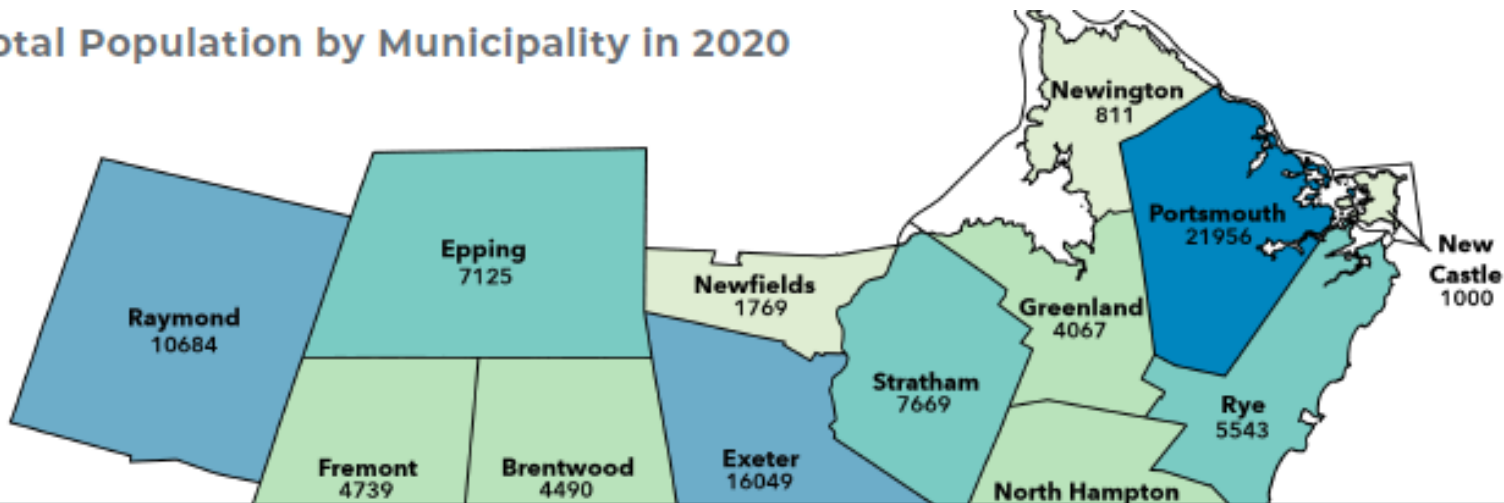 otal Population by Municipality in 2020
Newington
811
Portsmouth
21956
New
Castle
1000
Epping
7125
Newfields
1769
Greenland
4067
Raymond
10684
Stratham
7669
Rye
5543
Fremont
4739
Brentwood
4490
Exeter
16049
North Hampton